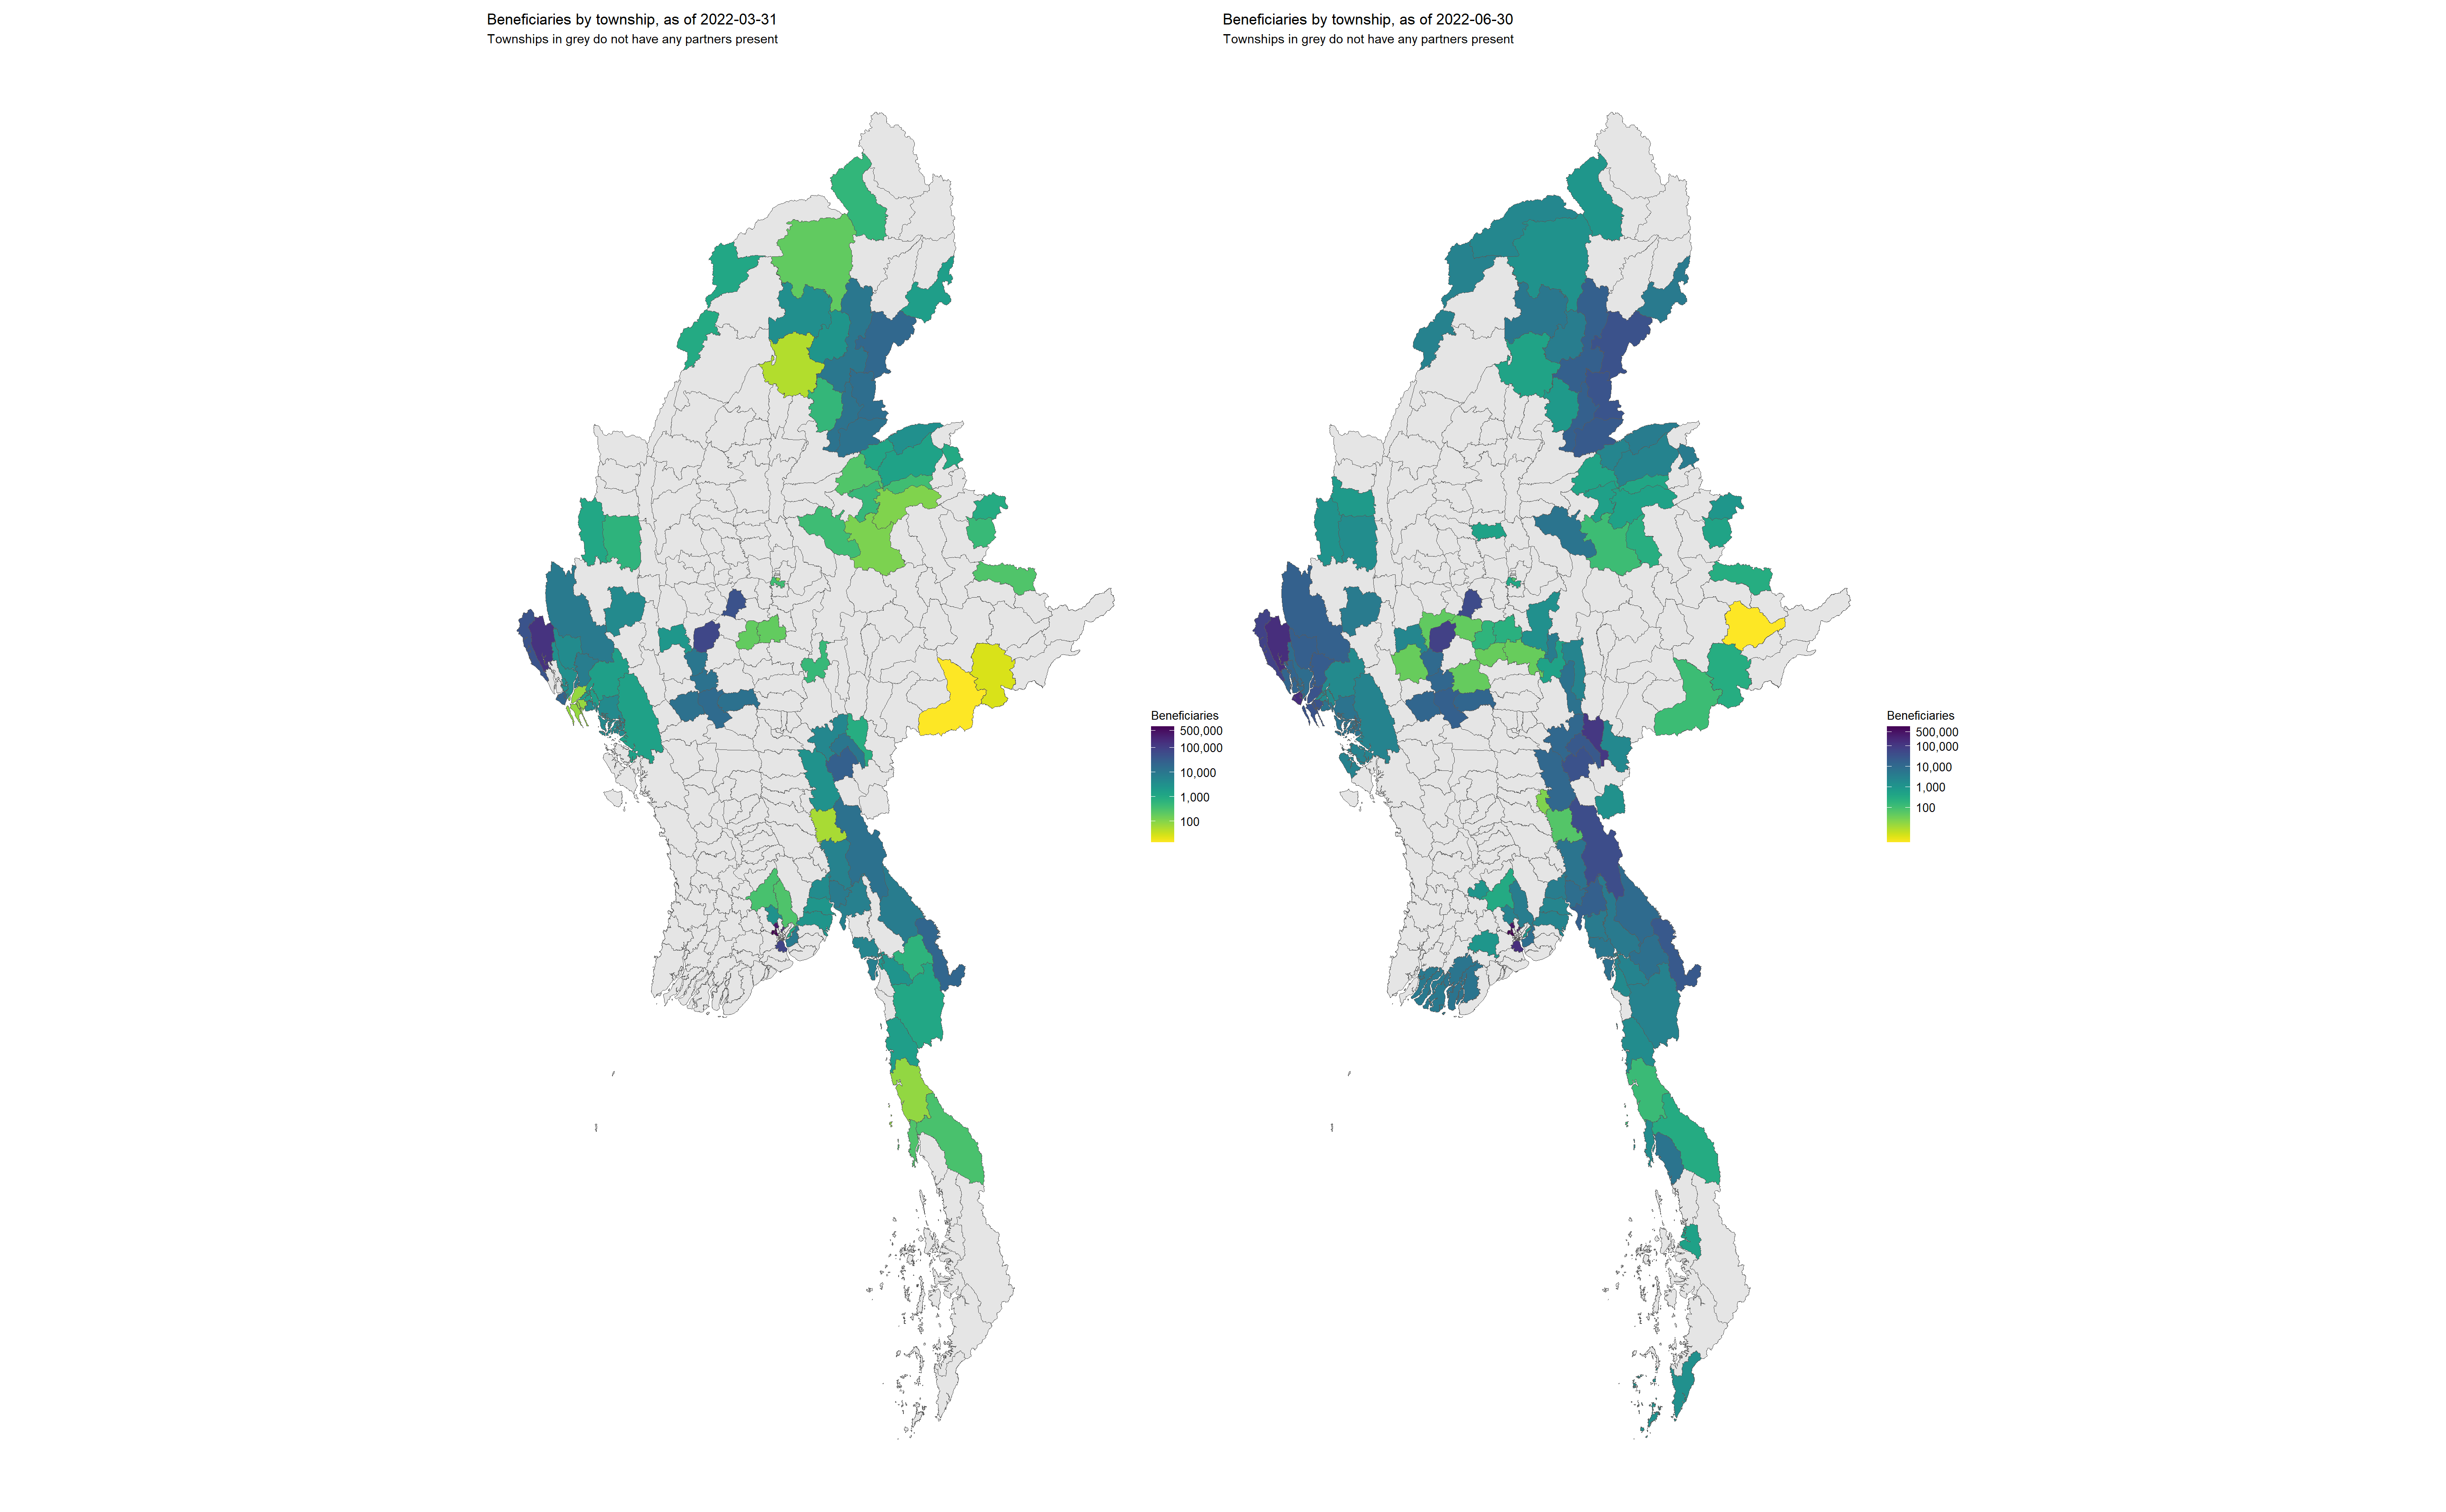 Beneficiaries by township, as of 2022-03-31
Townships in grey do not have any partners present
Beneficiaries
500,000
100,000
10,000
1,000
100
Beneficiaries by township, as of 2022-06-30
Townships in grey do not have any partners present
Beneficiaries
500,000
100,000
10,000
1,000
100